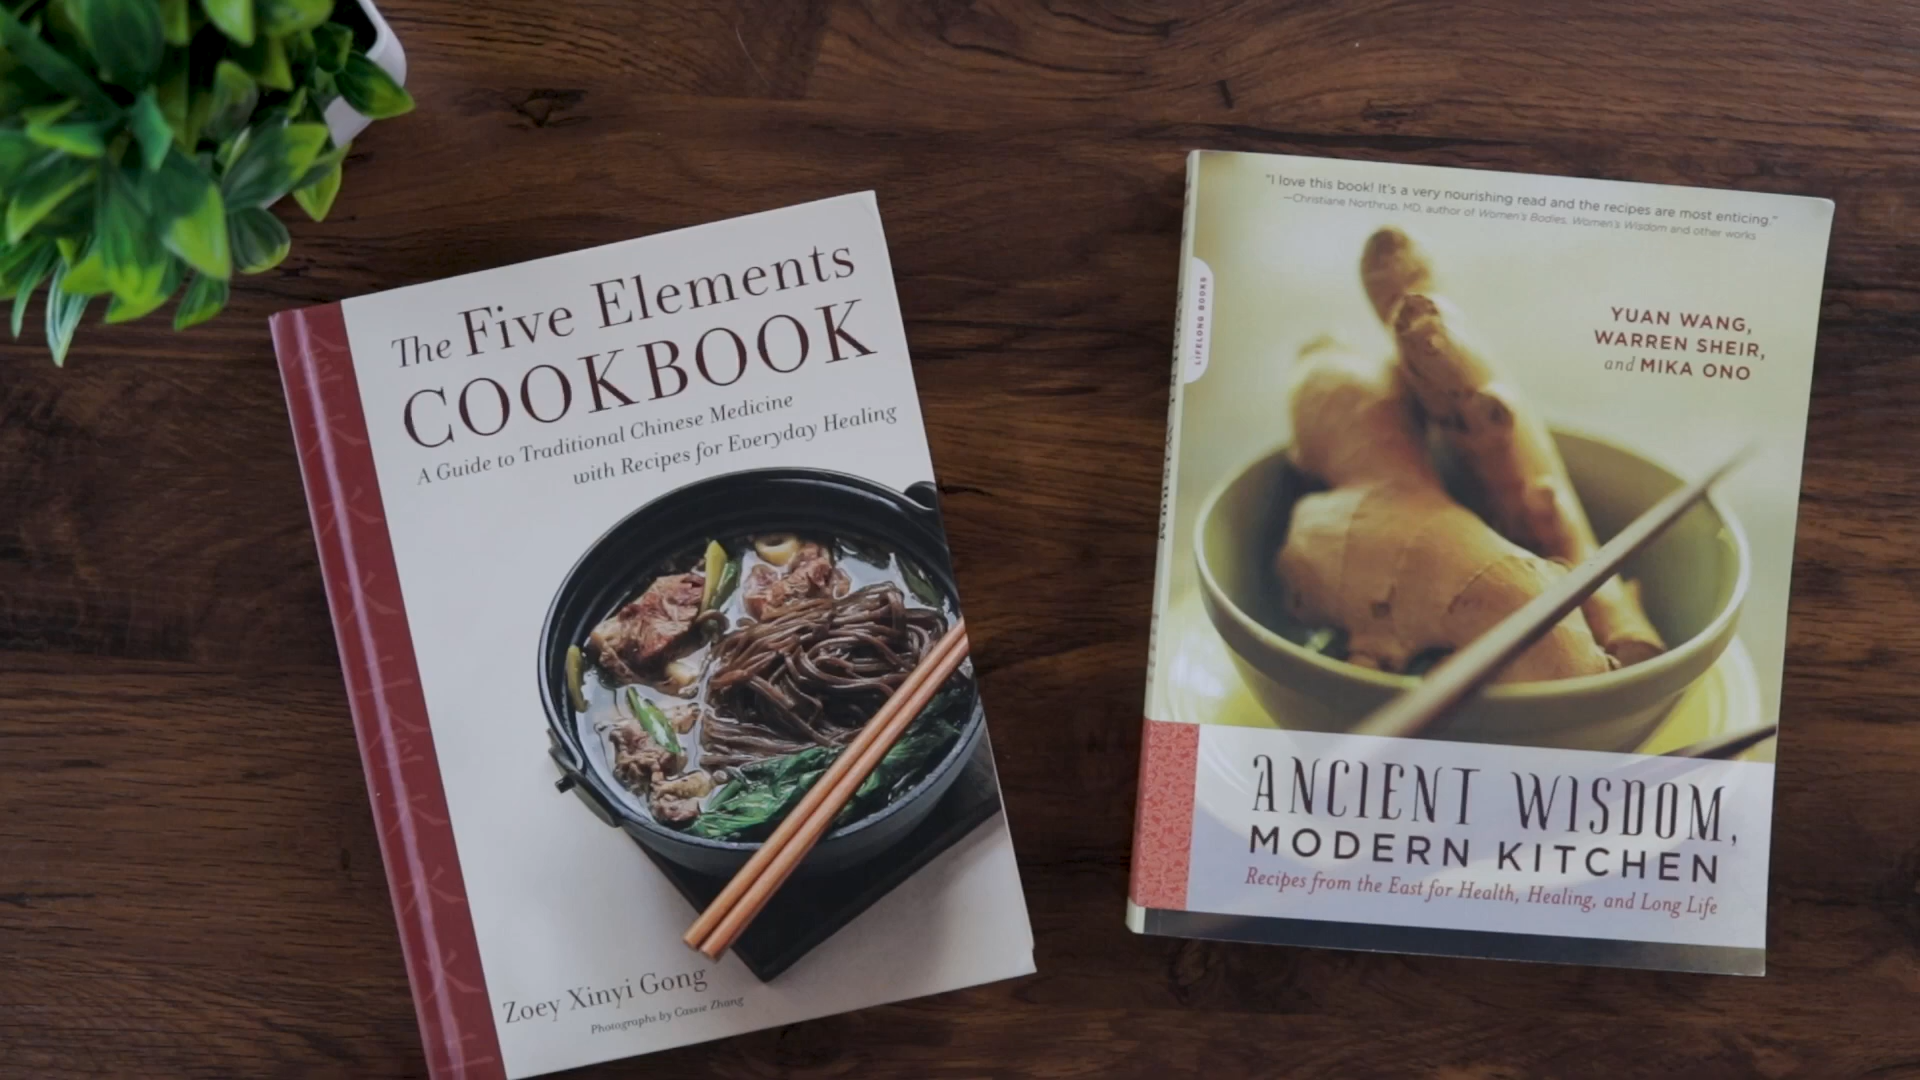 The Five Elements
COOKBOOK
A Guide to Traditional Chinese Medicine
with Recipes for Everyday Healing
Zoey Xinyi Gong
Photographs by Cassie Zhang
"I love this book! It's a very nourishing read and the recipes are most enticing."
—Christiane Northrup, MD, author of Women's Bodies, Women's Wisdom and other works
LIFELONG BOOKS
YUAN WANG,
WARREN SHEIR,
and MIKA ONO
ANCIENT WISDOM,
MODERN KITCHEN
Recipes from the East for Health, Healing, and Long Life